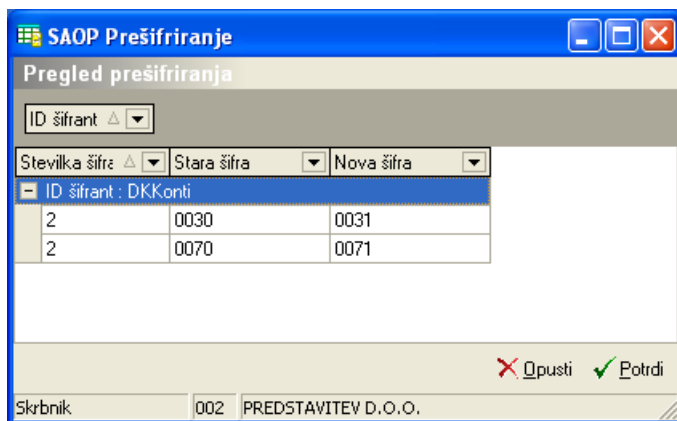 SAOP Prešifriranje
Pregled prešifriranja
ID šifrant
Stevilka šifra Stara šifra Nova šifra
ID šifrant : DKKonti
2 0030 0031
2 0070 0071
Opusti Potrdi
Skrbnik 002 PREDSTAVITEV D.O.O.